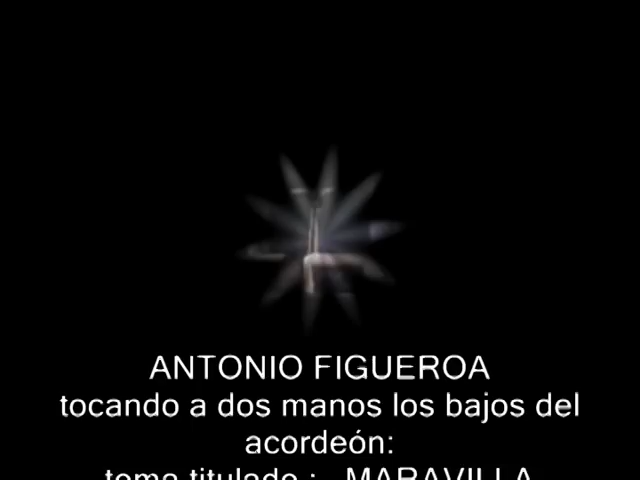 ANTONIO FIGUEROA
tocando a dos manos los bajos del
acordeón:
tema titulado : MARAVILLA